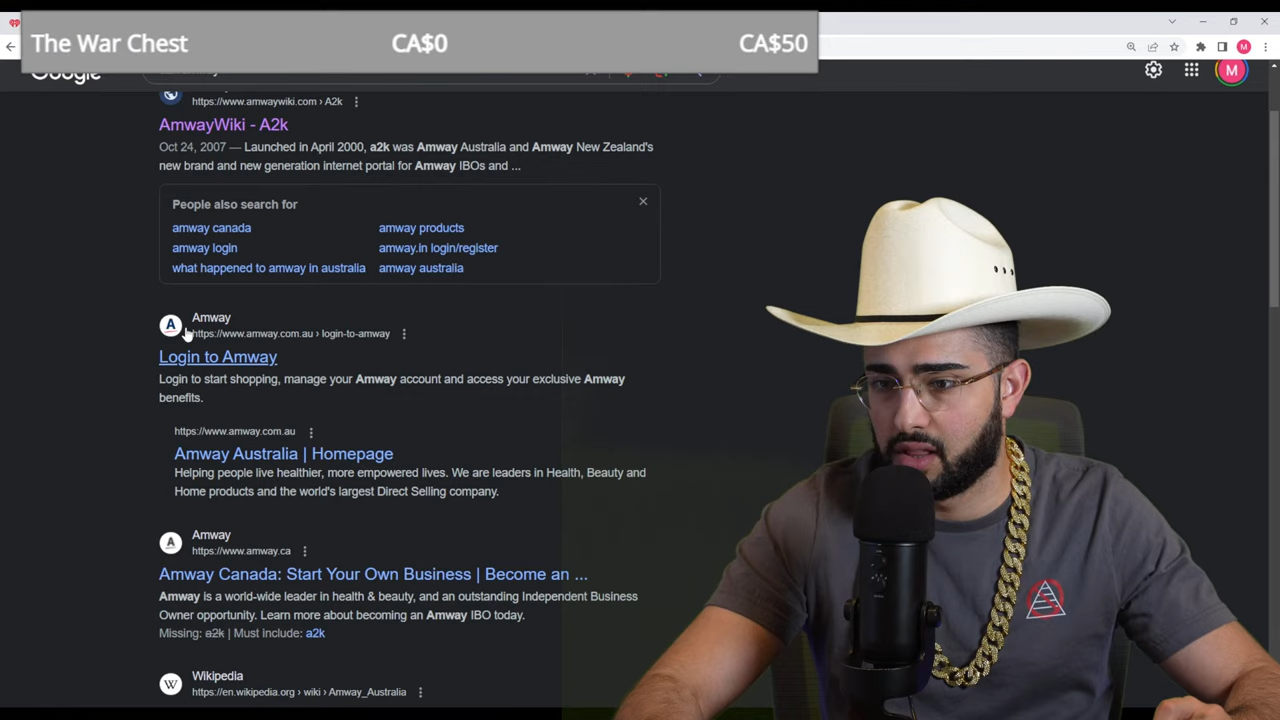 The War Chest CA$0 CA$50
M
Google
M
https://www.amwaywiki.com › A2k
AmwayWiki - A2k
Oct 24, 2007 — Launched in April 2000, a2k was Amway Australia and Amway New Zealand's
new brand and new generation internet portal for Amway IBOs and ...
People also search for
amway canada
amway products
amway login
amway.in login/register
what happened to amway in australia
amway australia
A
Amway
https://www.amway.com.au › login-to-amway
Login to Amway
Login to start shopping, manage your Amway account and access your exclusive Amway
benefits.
https://www.amway.com.au
Amway Australia | Homepage
Helping people live healthier, more empowered lives. We are leaders in Health, Beauty and
Home products and the world's largest Direct Selling company.
A
Amway
https://www.amway.ca
Amway Canada: Start Your Own Business | Become an ...
Amway is a world-wide leader in health & beauty, and an outstanding Independent Business
Owner opportunity. Learn more about becoming an Amway IBO today.
Missing: a2k | Must include: a2k
W
Wikipedia
https://en.wikipedia.org › wiki › Amway_Australia